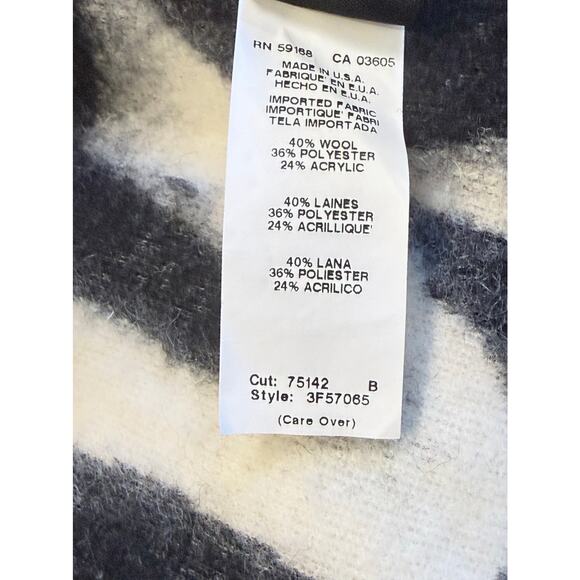 RN 59168 CA 03605
MADE IN U.S.A.
FABRIQUE' EN E.U.A.
HECHO EN E.U.A.
IMPORTED FABRIC
IMPORTIQUE' FABRI
TELA IMPORTADA
40% WOOL
36% POLYESTER
24% ACRYLIC
40% LAINES
36% POLYESTER
24% ACRILLIQUE'
40% LANA
36% POLIESTER
24% ACRILICO
Cut: 75142 B
Style: 3F57065
(Care Over)